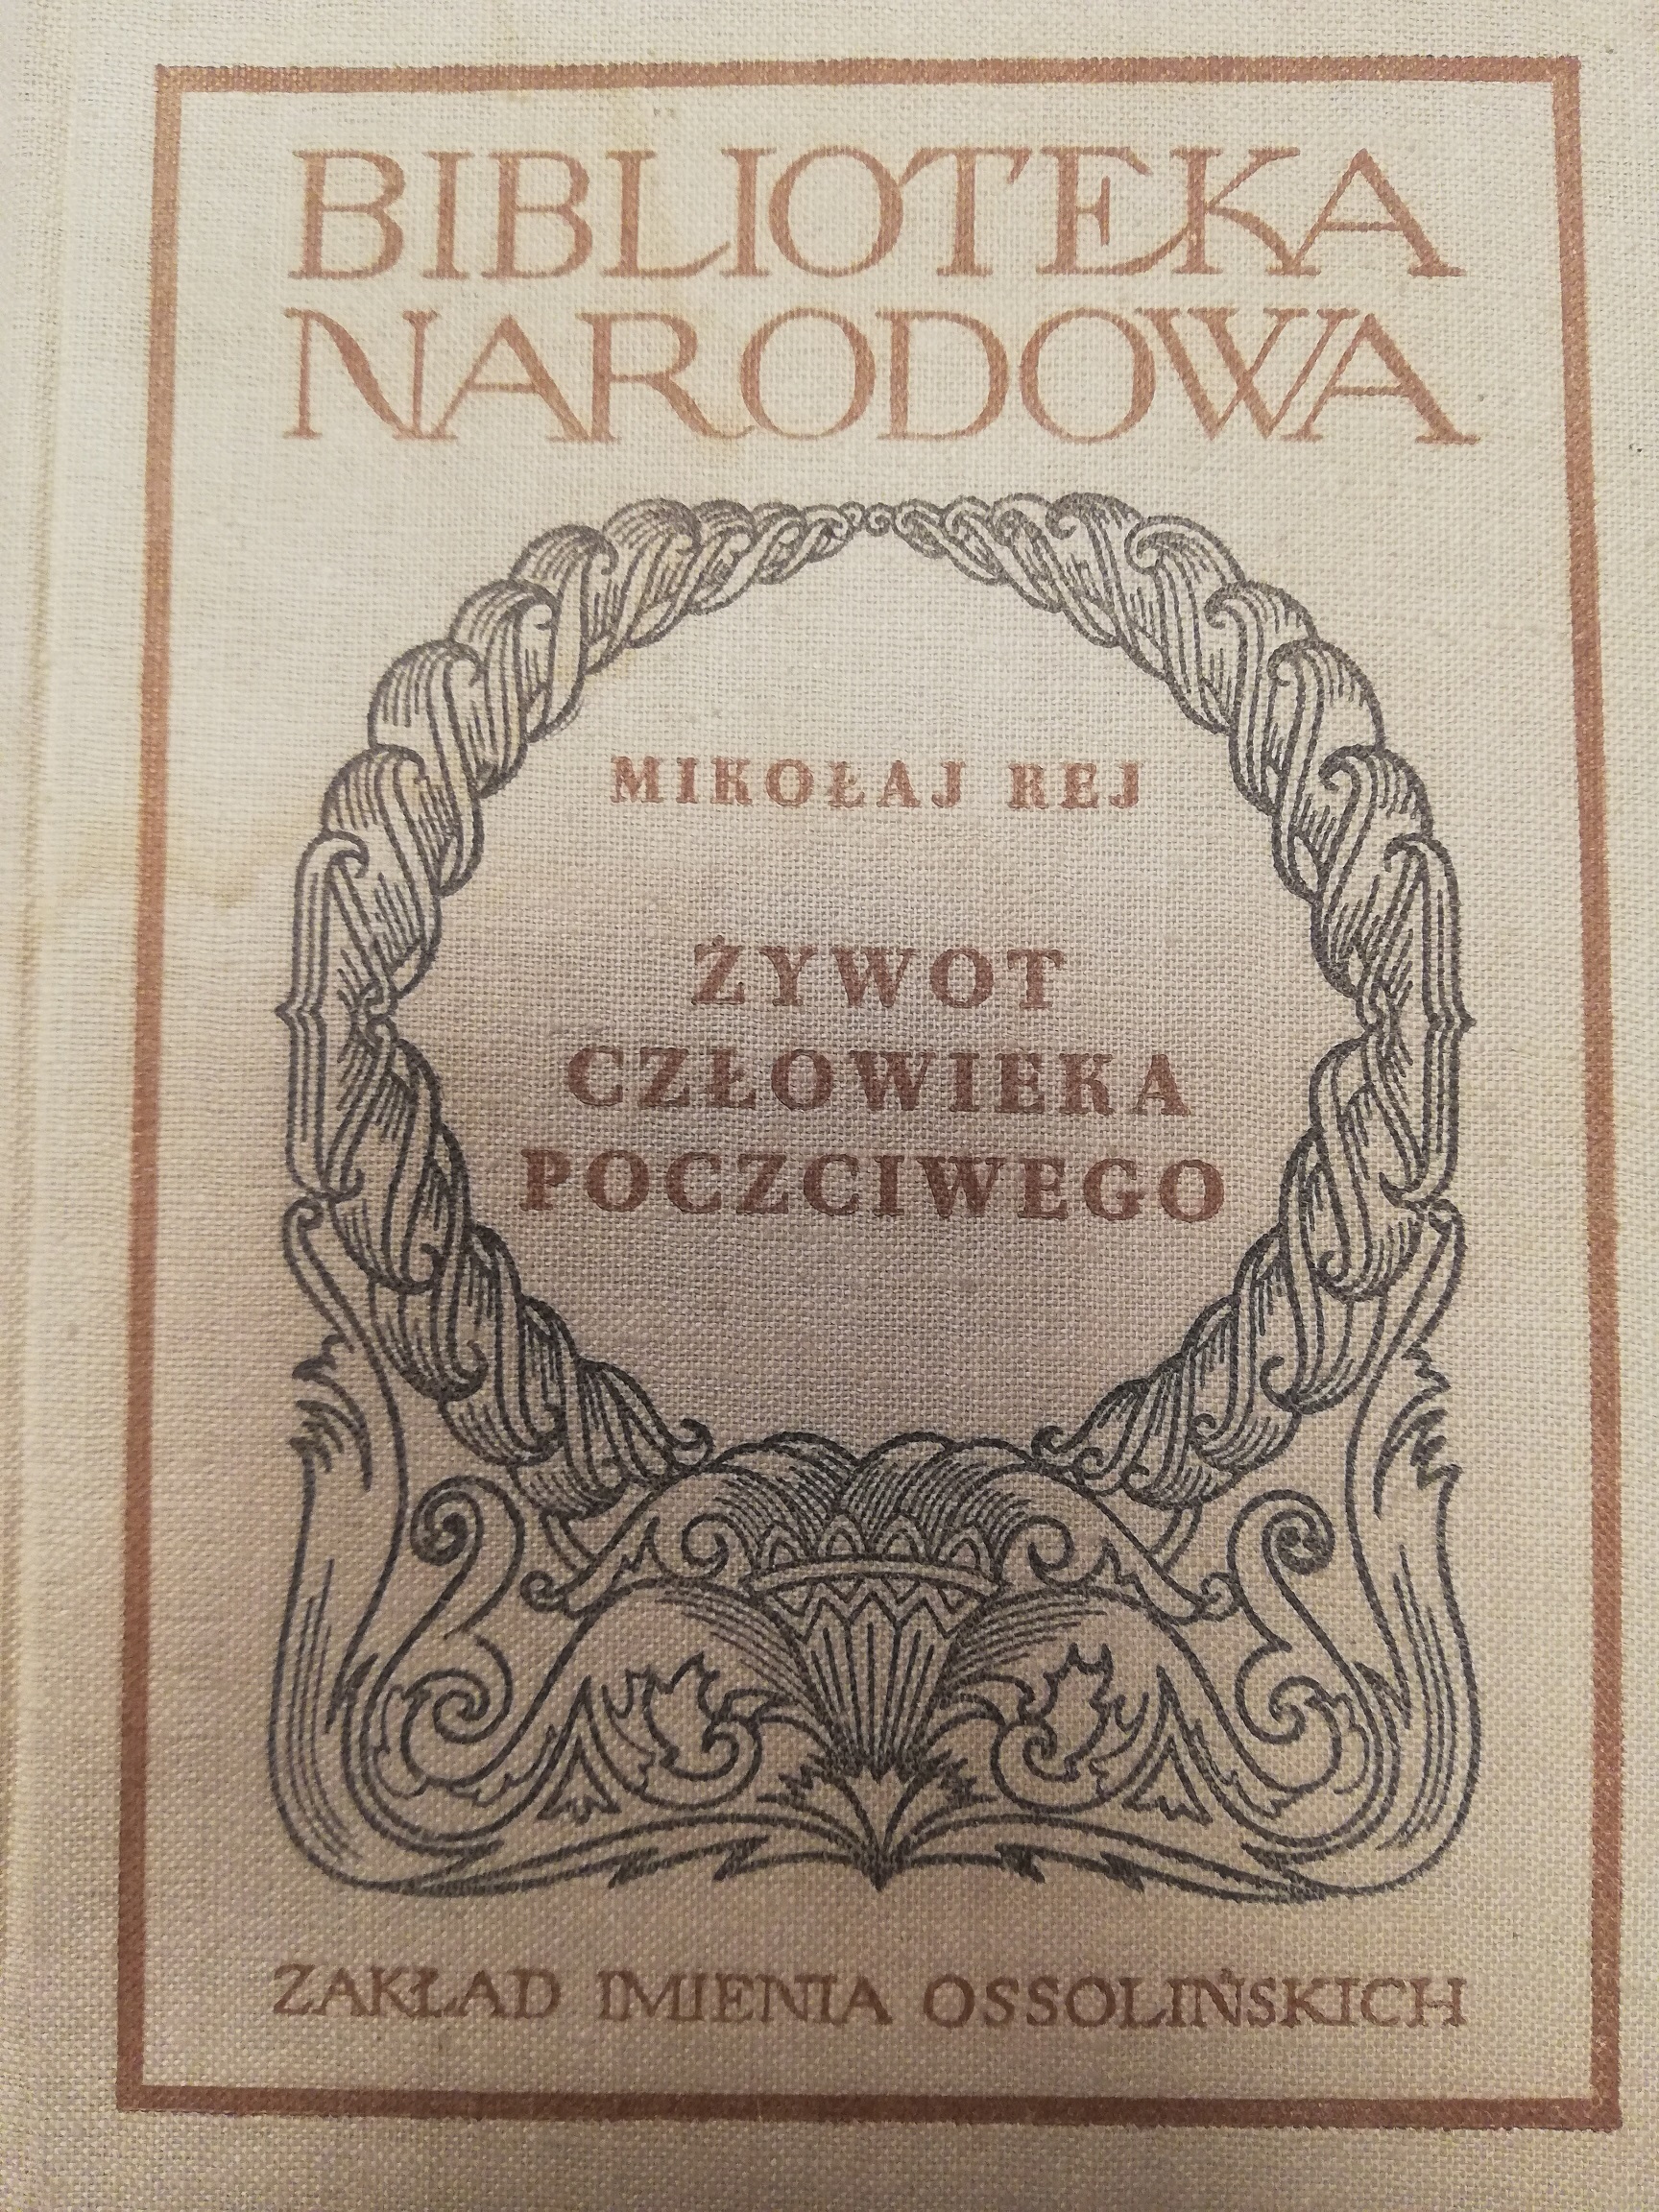 BIBLIOTEKA
NARODOWA
MIKOŁAJ REJ
ŻYWOT
CZŁOWIEKA
POCZCIWEGO
ZAKŁAD IMIENIA OSSOLIŃSKICH